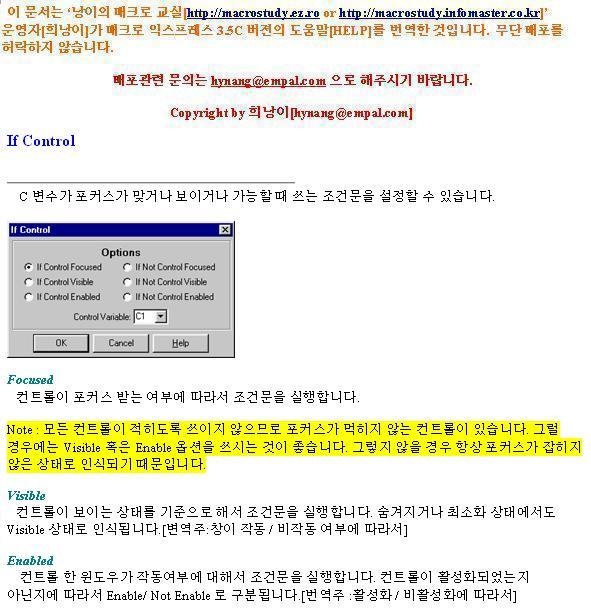 이 문서는 ‘낭이의 매크로 교실[http://macrostudy.ez.ro or http://macrostudy.infomaster.co.kr]’
운영자[희낭이]가 매크로 익스프레스 3.5C 버젼의 도움말[HELP]를 번역한 것입니다. 무단 배포를
허락하지 않습니다.
배포관련 문의는 hynang@empal.com 으로 해주시기 바랍니다.
Copyright by 희낭이[hynang@empal.com]
If Control
C 변수가 포커스가 맞거나 보이거나 가능할 때 쓰는 조건문을 설정할 수 있습니다.
If Control
Options
If Control Focused If Not Control Focused
If Control Visible If Not Control Visible
If Control Enabled If Not Control Enabled
Control Variable: C1
OK Cancel Help
Focused
컨트롤이 포커스 받는 여부에 따라서 조건문을 실행합니다.
Note : 모든 컨트롤이 적히도록 쓰이지 않으므로 포커스가 먹히지 않는 컨트롤이 있습니다. 그럴
경우에는 Visible 혹은 Enable 옵션을 쓰시는 것이 좋습니다. 그렇지 않을 경우 항상 포커스가 잡히지
않은 상태로 인식되기 때문입니다.
Visible
컨트롤이 보이는 상태를 기준으로 해서 조건문을 실행합니다. 숨겨지거나 최소화 상태에서도
Visible 상태로 인식됩니다.[변역주:창이 작동 / 비작동 여부에 따라서]
Enabled
컨트롤 한 윈도우가 작동여부에 대해서 조건문을 실행합니다. 컨트롤이 활성화되었는지
아닌지에 따라서 Enable/ Not Enable 로 구분됩니다.[번역주 :활성화 / 비활성화에 따라서]